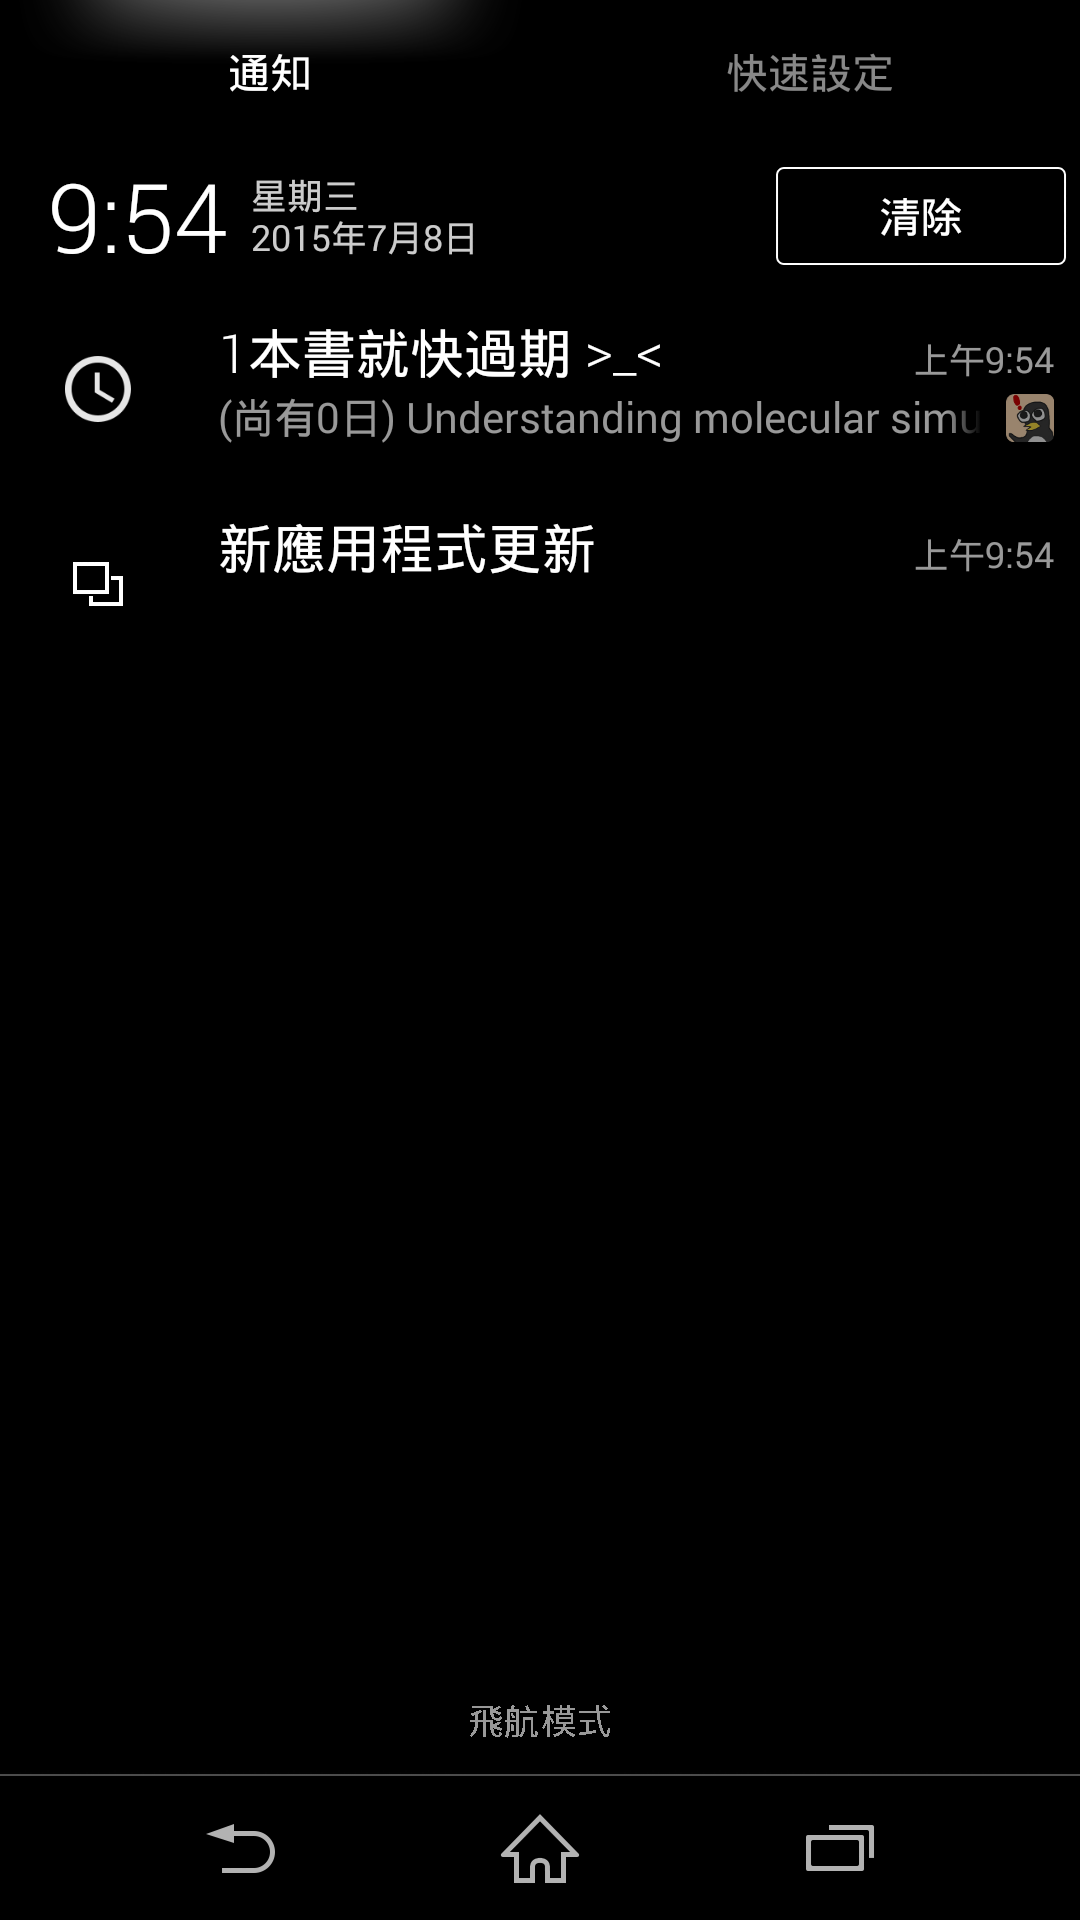 通知
快速設定
9:54
星期三
2015年7月8日
清除
1本書就快過期 >_<
上午9:54
(尚有0日) Understanding molecular simu
新應用程式更新
上午9:54
飛航模式